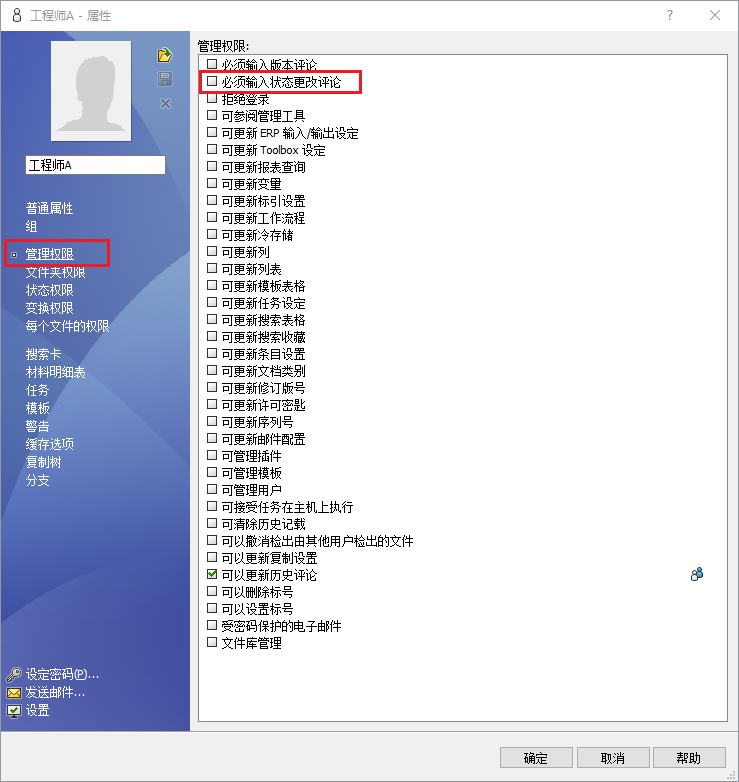 工程师A - 属性
?
工程师A
普通属性
组
管理权限
文件夹权限
状态权限
变换权限
每个文件的权限
搜索卡
材料明细表
任务
模板
警告
缓存选项
复制树
分支
设定密码(P)...
发送邮件...
设置
管理权限:
必须输入版本评论
必须输入状态更改评论
拒绝登录
可参阅管理工具
可更新 ERP 输入/输出设定
可更新 Toolbox 设定
可更新报表查询
可更新变量
可更新标引设置
可更新工作流程
可更新冷存储
可更新列
可更新列表
可更新模板表格
可更新任务设定
可更新搜索表格
可更新搜索收藏
可更新条目设置
可更新文档类别
可更新修订版号
可更新许可密匙
可更新序列号
可更新邮件配置
可管理插件
可管理模板
可管理用户
可接受任务在主机上执行
可清除历史记载
可以撤消检出由其他用户检出的文件
可以更新复制设置
可以更新历史评论
可以删除标号
可以设置标号
受密码保护的电子邮件
文件库管理
确定
取消
帮助